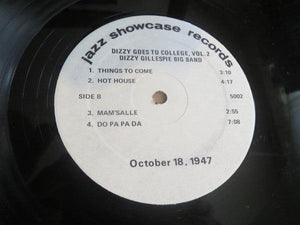 jazz showcase records
DIZZY GOES TO COLLEGE, VOL.2
DIZZY GILLESPIE BIG BAND
1. THINGS TO COME 3:10
2. HOT HOUSE 4:17
SIDE B 5002
3. MAM'SALLE 2:55
4. DO PA PA DA 7:08
October 18, 1947